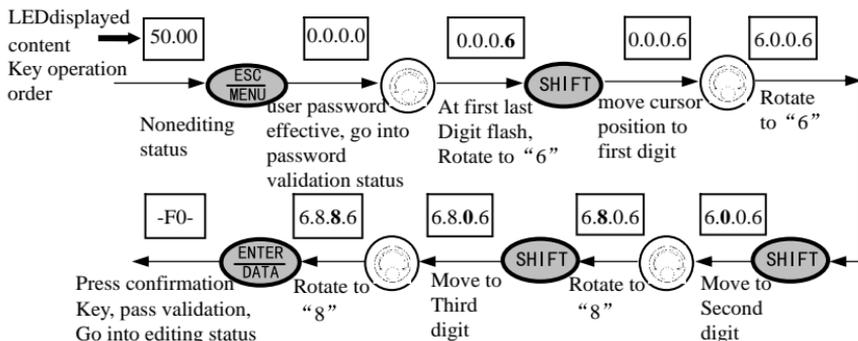 LEDdisplayed
content
Key operation
order
50.00
ESC
MENU
Nonediting
status
0.0.0.0
user password
effective, go into
password
validation status
0.0.0.6
At first last
Digit flash,
Rotate to “6”
SHIFT
0.0.0.6
move cursor
position to
first digit
6.0.0.6
Rotate
to “6”
SHIFT
6.0.0.6
Move to
Second
digit
6.8.0.6
Rotate to
“8”
SHIFT
6.8.0.6
Move to
Third
digit
6.8.8.6
Rotate to
“8”
ENTER
DATA
-F0-
Press confirmation
Key, pass validation,
Go into editing status